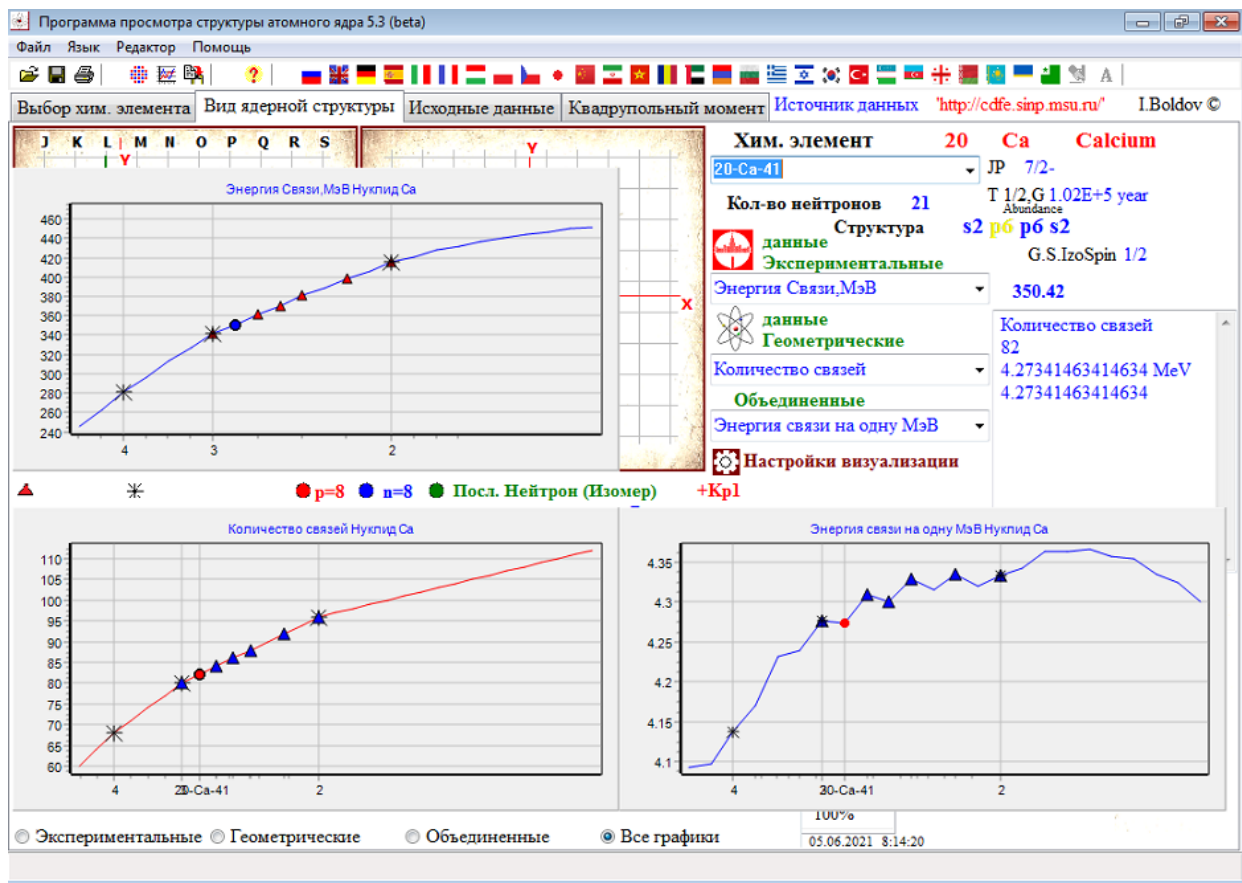 Программа просмотра структуры атомного ядра 5.3 (beta)
Файл Язык Редактор Помощь
Выбор хим. элемента Вид ядерной структуры Исходные данные Квадрупольный момент Источник данных 'http://cdfe.sinp.msu.ru/' I.Boldov ©
J K L M N O P Q R S
Y
Y
X
Хим. элемент 20 Ca Calcium
20-Ca-41
JP 7/2-
Кол-во нейтронов 21
T 1/2,G 1.02E+5 year
Abundance
Структура s2 p6 p6 s2
данные
Экспериментальные
G.S.IzoSpin 1/2
Энергия Связи,МэВ
350.42
данные
Геометрические
Количество связей
82
4.27341463414634 MeV
4.27341463414634
Количество связей
Объединенные
Энергия связи на одну МэВ
Настройки визуализации
Энергия Связи,МэВ Нуклид Ca
460
440
420
400
380
360
340
320
300
280
260
240
4 3 2
p=8 n=8 Посл. Нейтрон (Изомер) +Kp1
Количество связей Нуклид Ca
110
105
100
95
90
85
80
75
70
65
60
4 20-Ca-41 2
Энергия связи на одну МэВ Нуклид Ca
4.35
4.3
4.25
4.2
4.15
4.1
4 20-Ca-41 2
100%
Экспериментальные Геометрические Объединенные Все графики
05.06.2021 8:14:20